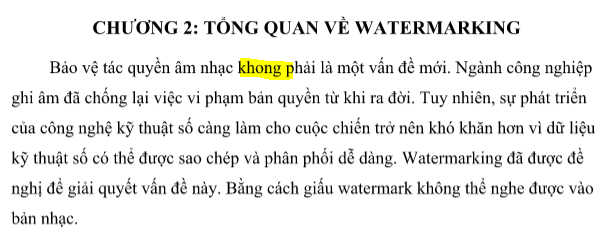 CHƯƠNG 2: TỔNG QUAN VỀ WATERMARKING
Bảo vệ tác quyền âm nhạc khong phải là một vấn đề mới. Ngành công nghiệp
ghi âm đã chống lại việc vi phạm bản quyền từ khi ra đời. Tuy nhiên, sự phát triển
của công nghệ kỹ thuật số càng làm cho cuộc chiến trở nên khó khăn hơn vì dữ liệu
kỹ thuật số có thể được sao chép và phân phối dễ dàng. Watermarking đã được đề
nghị để giải quyết vấn đề này. Bằng cách giấu watermark không thể nghe được vào
bản nhạc.